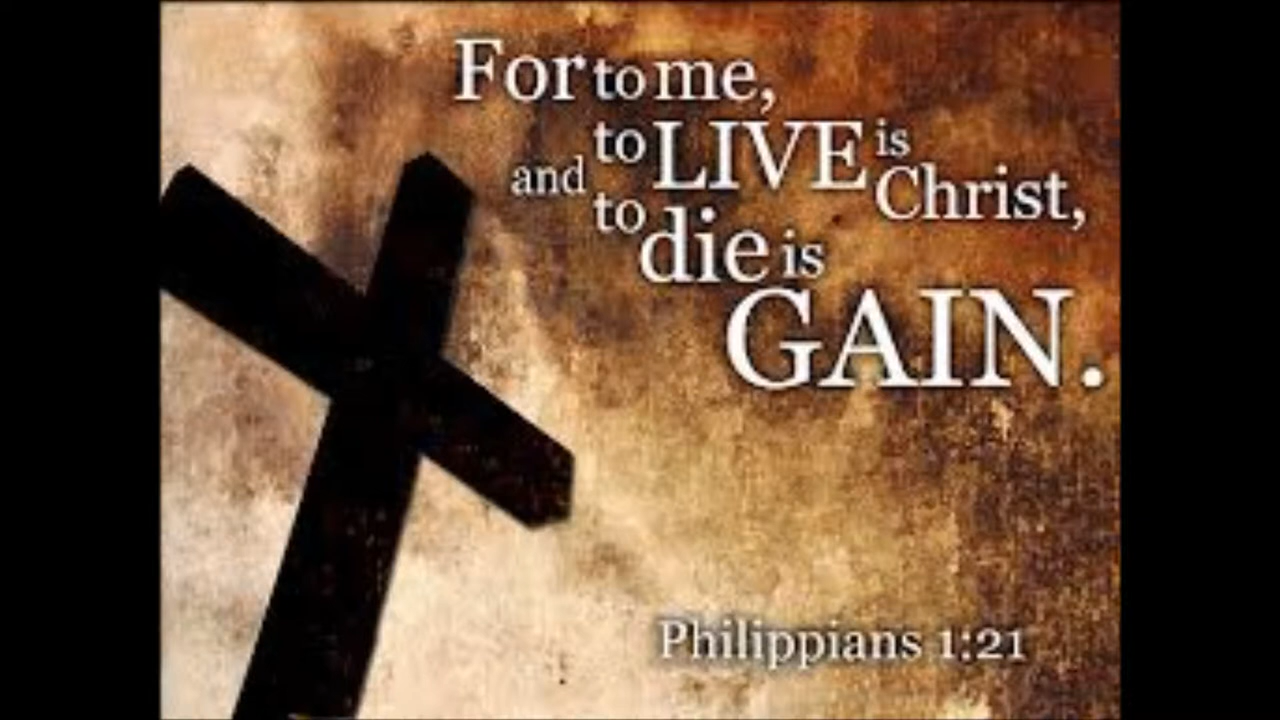 For to me,
to LIVE is Christ,
and to die is
GAIN.
Philippians 1:21